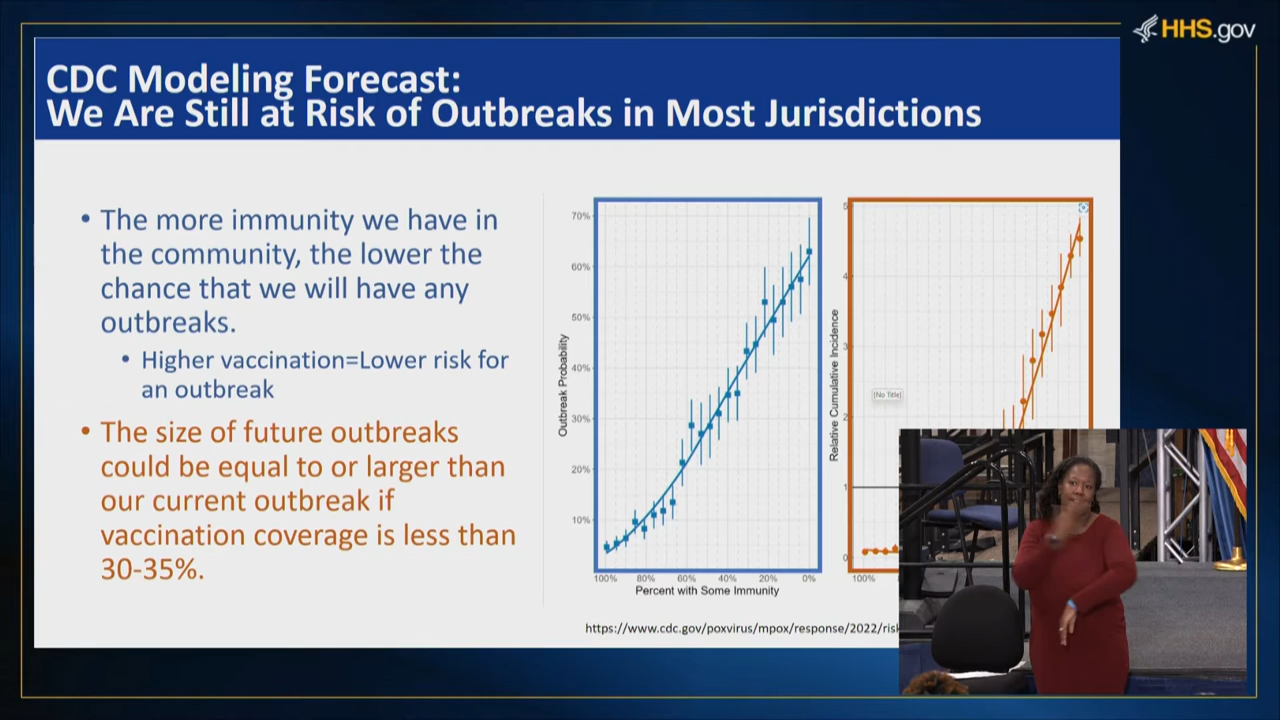 HHS.gov
CDC Modeling Forecast:
We Are Still at Risk of Outbreaks in Most Jurisdictions
• The more immunity we have in
the community, the lower the
chance that we will have any
outbreaks.
• Higher vaccination=Lower risk for
an outbreak
• The size of future outbreaks
could be equal to or larger than
our current outbreak if
vaccination coverage is less than
30-35%.
Outbreak Probability
70%
60%
50%
40%
30%
20%
10%
100% 80% 60% 40% 20% 0%
Percent with Some Immunity
Relative Cumulative Incidence
5
4
3
2
1
0
[No Title]
100%
https://www.cdc.gov/poxvirus/mpox/response/2022/ris